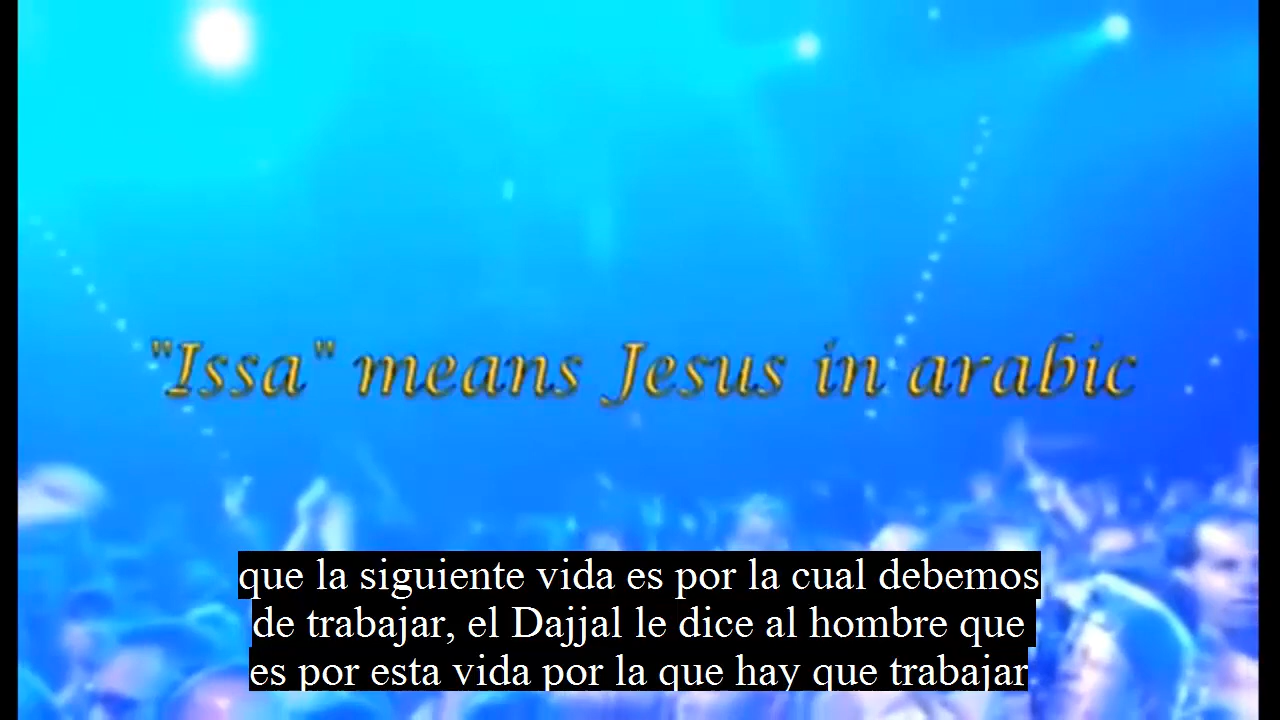 "Issa" means Jesus in arabic
que la siguiente vida es por la cual debemos
de trabajar, el Dajjal le dice al hombre que
es por esta vida por la que hay que trabajar